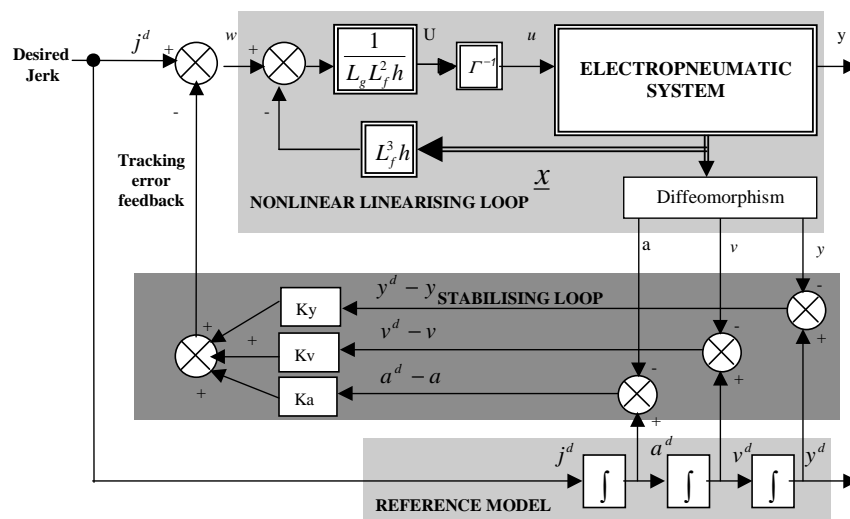 j^d
+
w
+
1
L_g L_f^2 h
U
Γ^{-1}
u
ELECTROPNEUMATIC
SYSTEM
y
Desired
Jerk
-
-
L_f^3 h
Tracking
error
feedback
x
NONLINEAR LINEARISING LOOP
Diffeomorphism
a
v
y
y^d − y
STABILISING LOOP
-
+
Ky
+
v^d − v
-
+
+
Kv
a^d − a
-
+
+
Ka
j^d
∫
a^d
∫
v^d
∫
y^d
REFERENCE MODEL